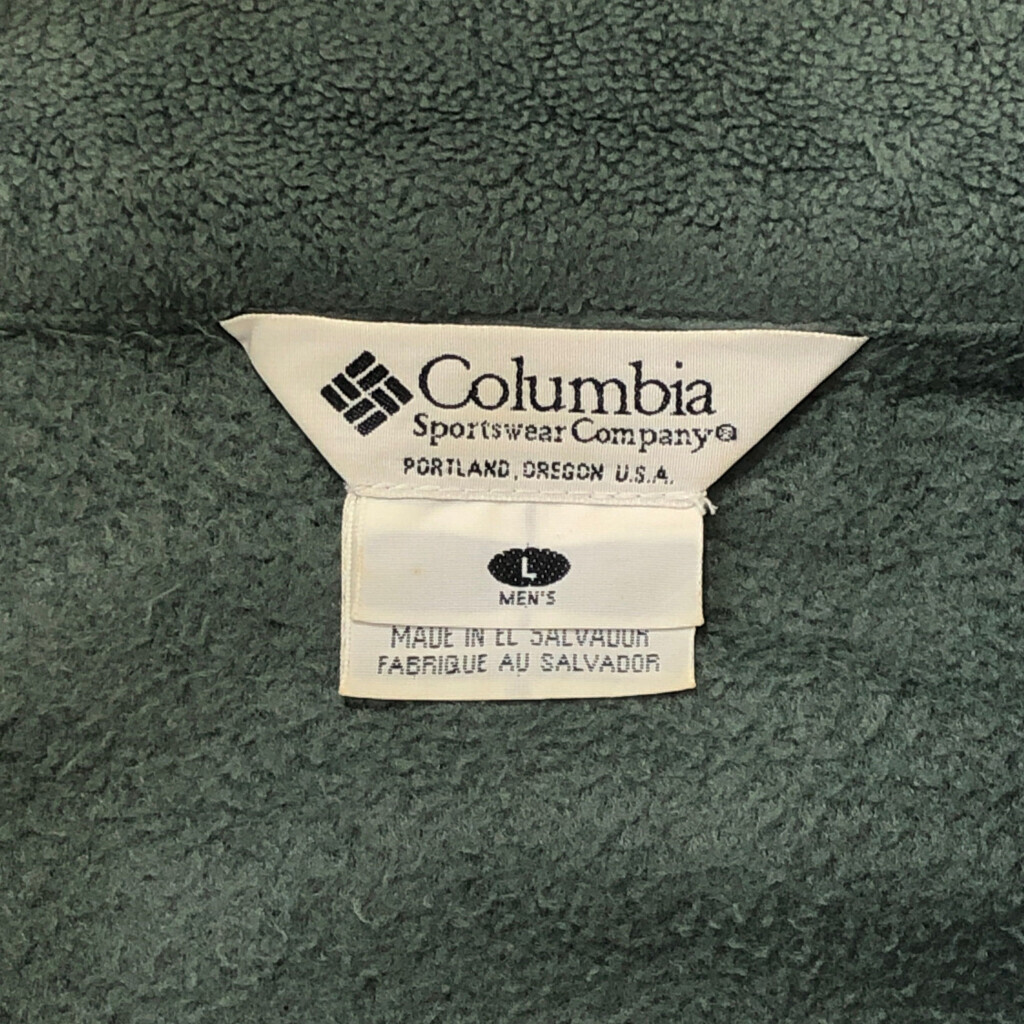 Columbia
Sportswear Company®
PORTLAND, OREGON U.S.A.
L
MEN'S
MADE IN EL SALVADOR
FABRIQUE AU SALVADOR